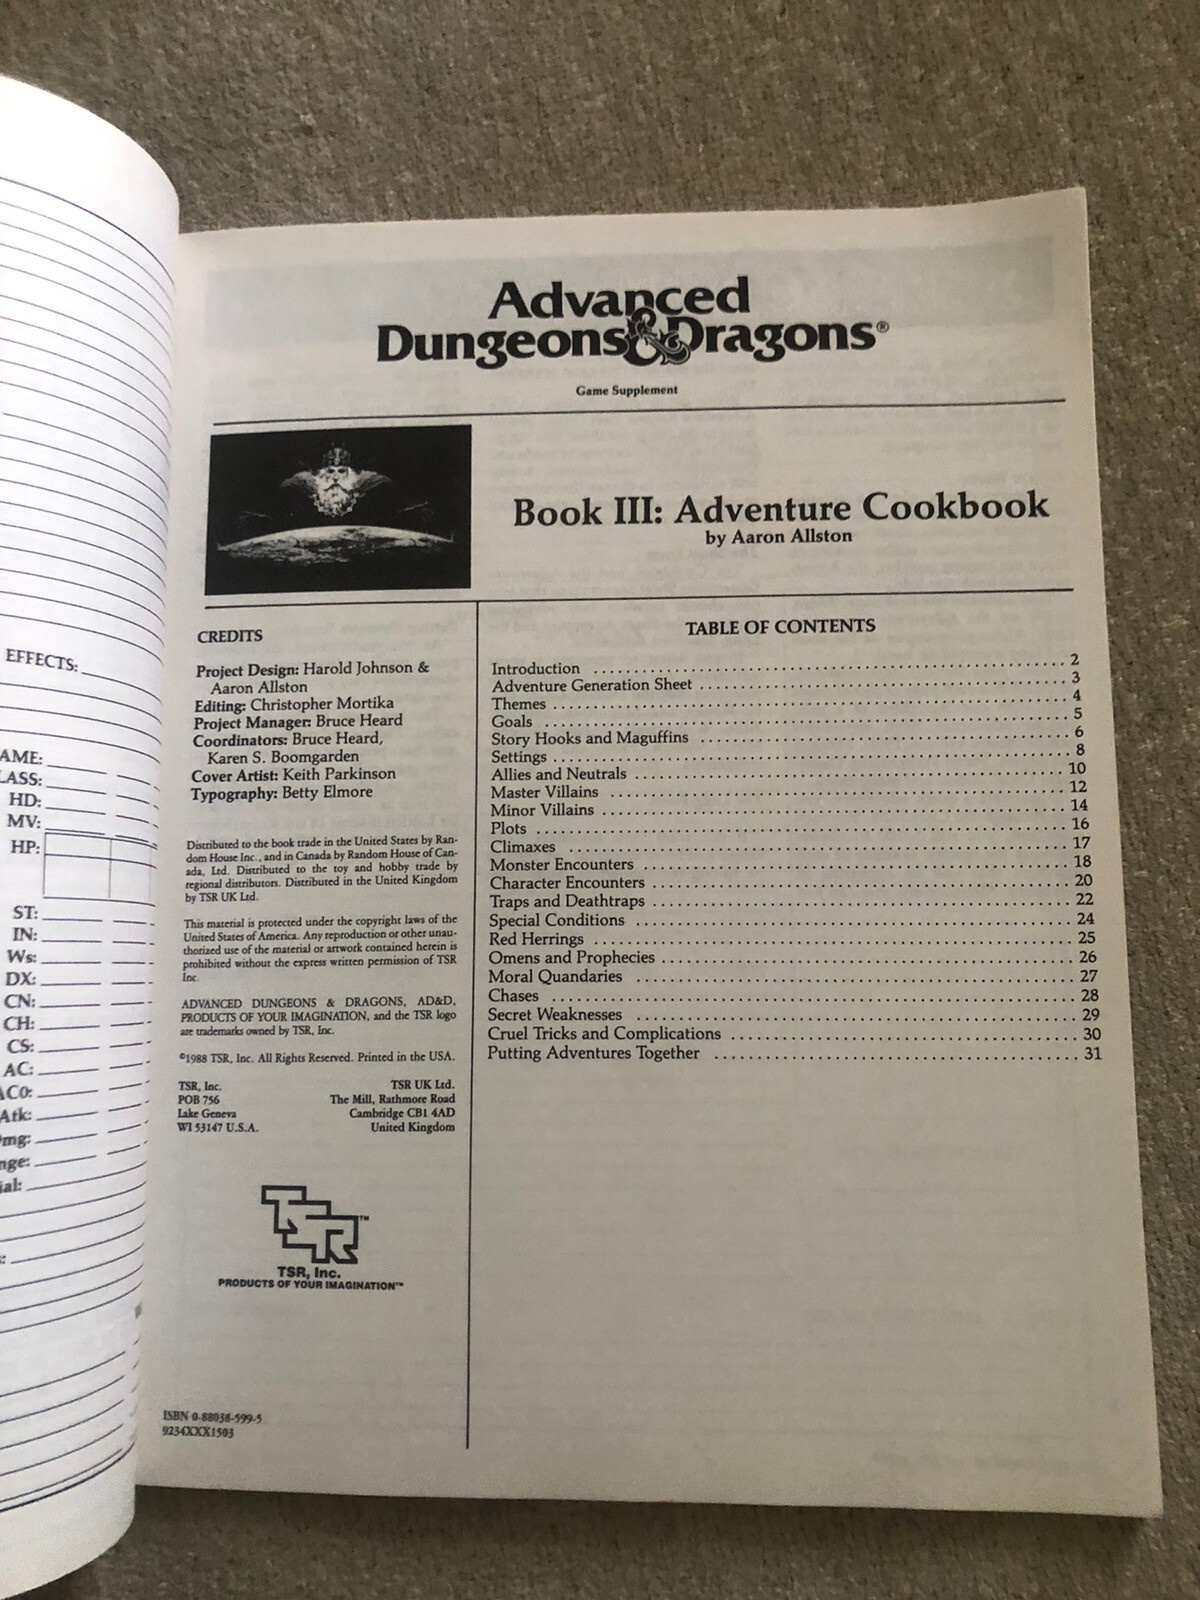 EFFECTS:
AME:
LASS:
HD:
MV:
HP:
ST:
IN:
Ws:
DX:
CN:
CH:
CS:
AC:
AC0:
Atk:
mg:
nge:
ial:
Advanced
Dungeons & Dragons®
Game Supplement
Book III: Adventure Cookbook
by Aaron Allston
CREDITS
Project Design: Harold Johnson &
Aaron Allston
Editing: Christopher Mortika
Project Manager: Bruce Heard
Coordinators: Bruce Heard,
Karen S. Boomgarden
Cover Artist: Keith Parkinson
Typography: Betty Elmore
Distributed to the book trade in the United States by Ran-
dom House Inc., and in Canada by Random House of Can-
ada, Ltd. Distributed to the toy and hobby trade by
regional distributors. Distributed in the United Kingdom
by TSR UK Ltd.
This material is protected under the copyright laws of the
United States of America. Any reproduction or other unau-
thorized use of the material or artwork contained herein is
prohibited without the express written permission of TSR
Inc.
ADVANCED DUNGEONS & DRAGONS, AD&D,
PRODUCTS OF YOUR IMAGINATION, and the TSR logo
are trademarks owned by TSR, Inc.
©1988 TSR, Inc. All Rights Reserved. Printed in the USA.
TSR, Inc.
POB 756
Lake Geneva
WI 53147 U.S.A.
TSR UK Ltd.
The Mill, Rathmore Road
Cambridge CB1 4AD
United Kingdom
TSR™
TSR, Inc.
PRODUCTS OF YOUR IMAGINATION™
ISBN 0-88038-599-5
9234XXX1503
TABLE OF CONTENTS
Introduction ........ 2
Adventure Generation Sheet ........ 3
Themes ........ 4
Goals ........ 5
Story Hooks and Maguffins ........ 6
Settings ........ 8
Allies and Neutrals ........ 10
Master Villains ........ 12
Minor Villains ........ 14
Plots ........ 16
Climaxes ........ 17
Monster Encounters ........ 18
Character Encounters ........ 20
Traps and Deathtraps ........ 22
Special Conditions ........ 24
Red Herrings ........ 25
Omens and Prophecies ........ 26
Moral Quandaries ........ 27
Chases ........ 28
Secret Weaknesses ........ 29
Cruel Tricks and Complications ........ 30
Putting Adventures Together ........ 31